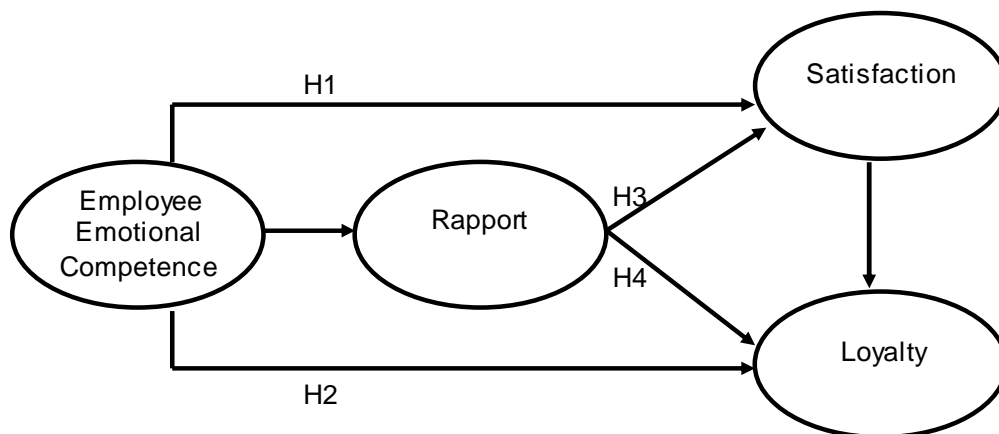 Satisfaction
H1
Employee
Emotional
Competence
Rapport
H3
H4
Loyalty
H2